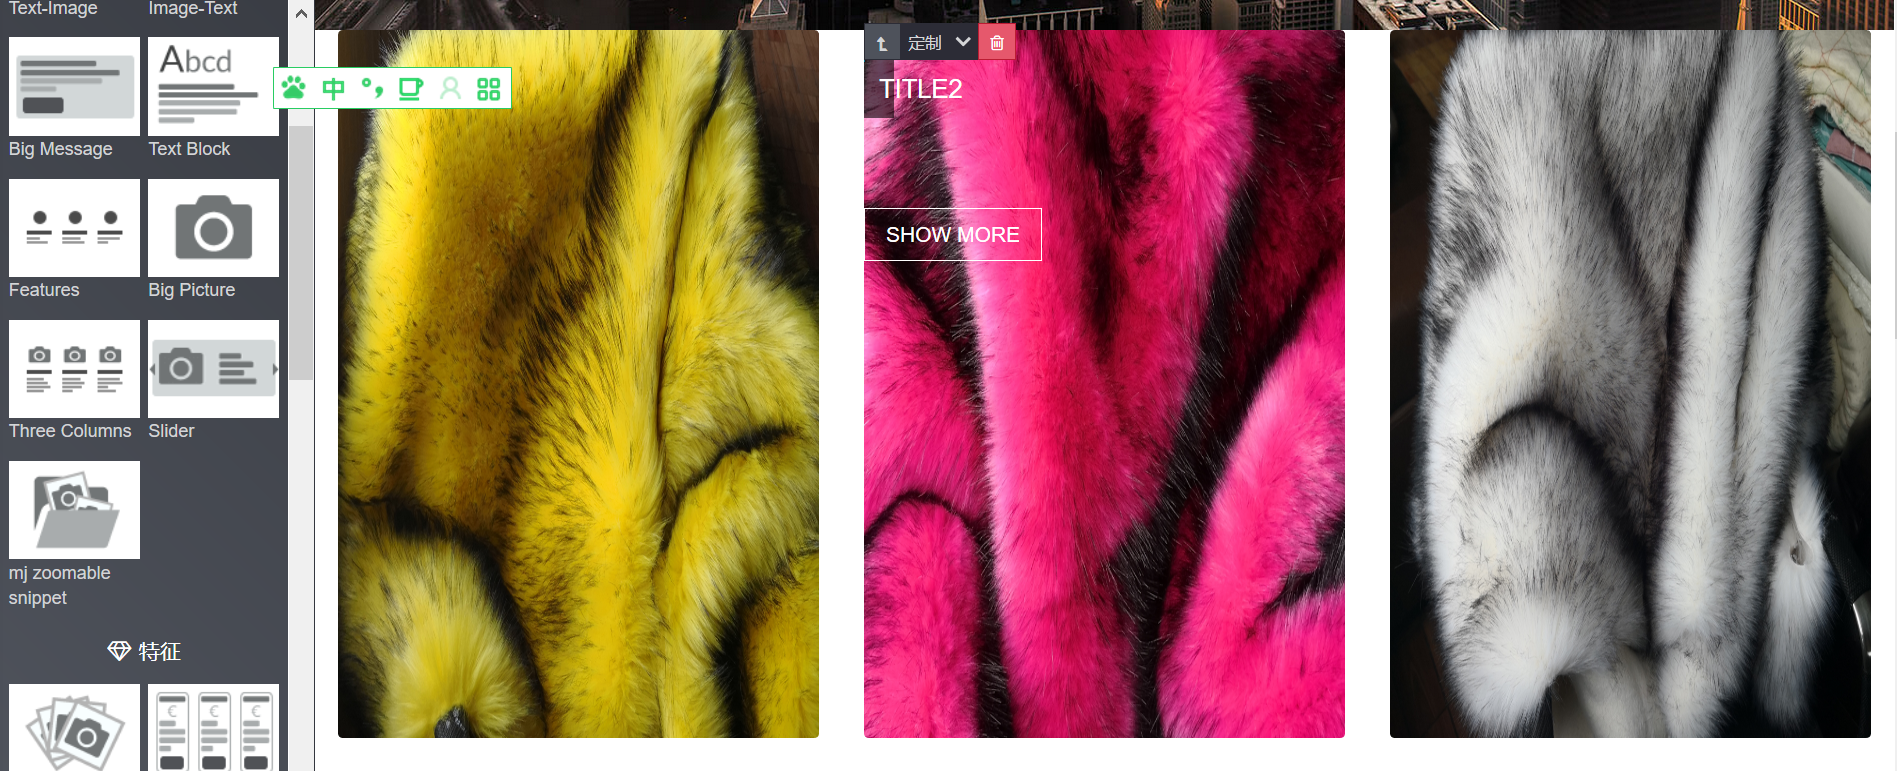 Text-Image
Image-Text
Abcd
Big Message
Text Block
中
Features
Big Picture
Three Columns
Slider
mj zoomable
snippet
特征
€
€
€
定制
TITLE2
SHOW MORE